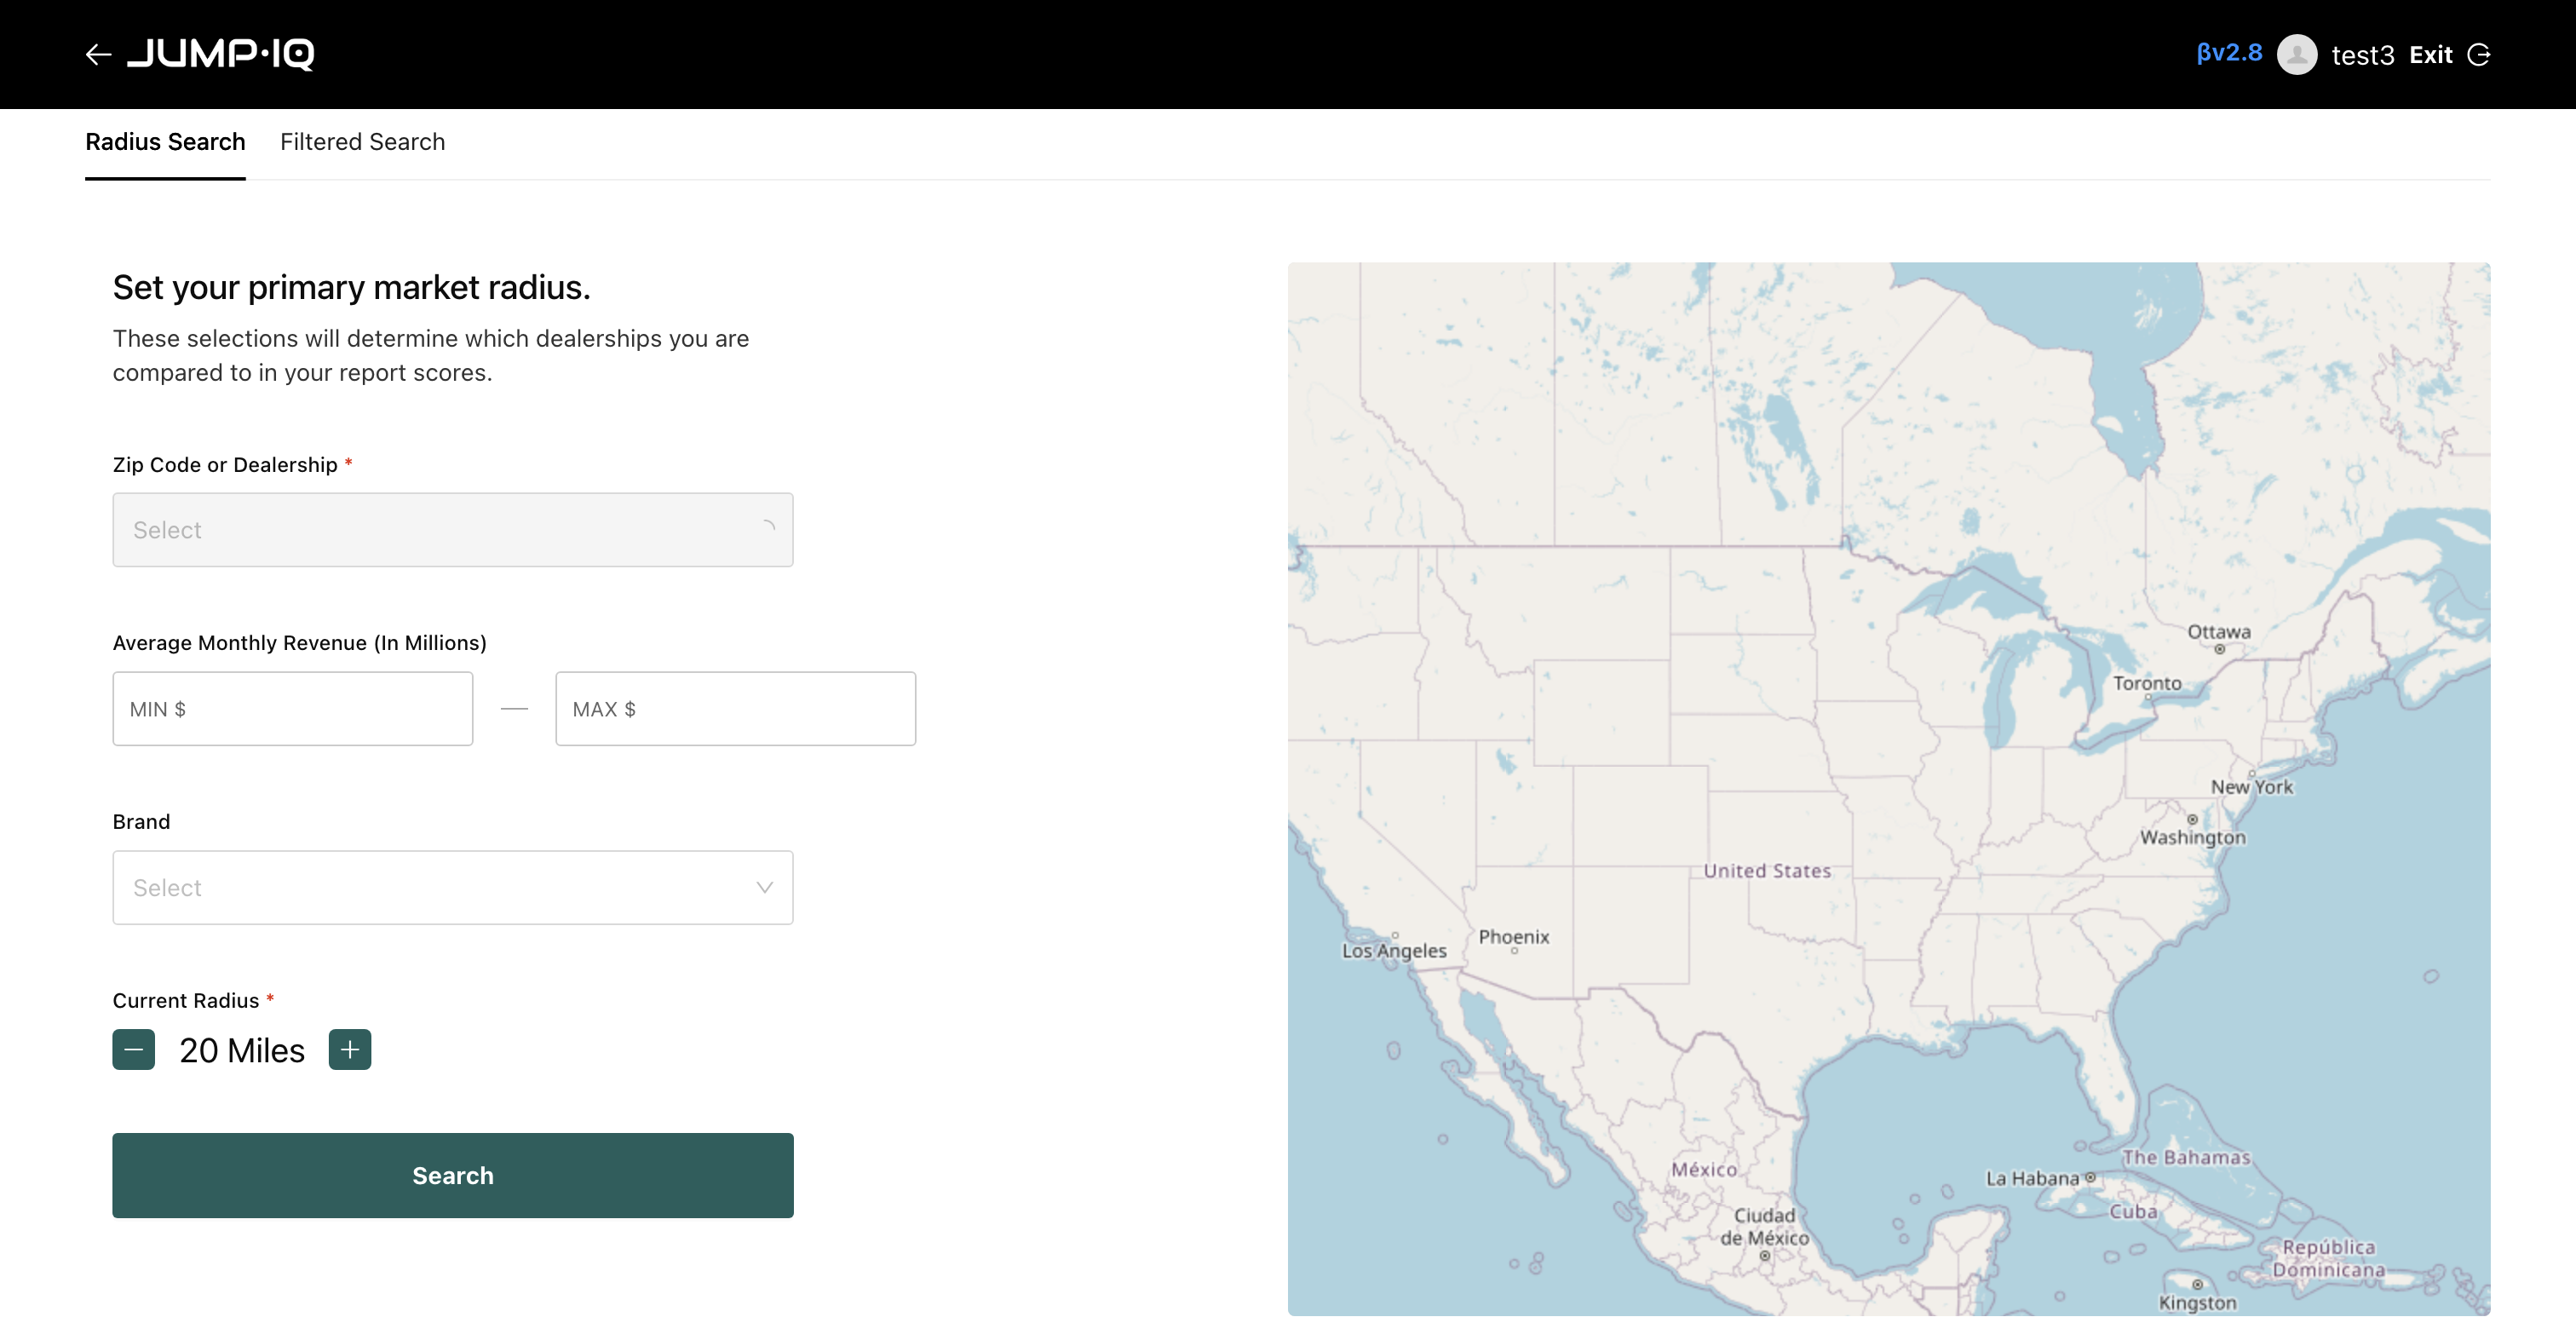 JUMP·IQ
βv2.8
test3
Exit
Radius Search
Filtered Search
Set your primary market radius.
These selections will determine which dealerships you are
compared to in your report scores.
Zip Code or Dealership *
Select
Average Monthly Revenue (In Millions)
MIN $
—
MAX $
Brand
Select
Current Radius *
20 Miles
Search
Ottawa
Toronto
New York
Washington
United States
Phoenix
Los Angeles
México
The Bahamas
La Habana
Cuba
Ciudad
de México
República
Dominicana
Kingston